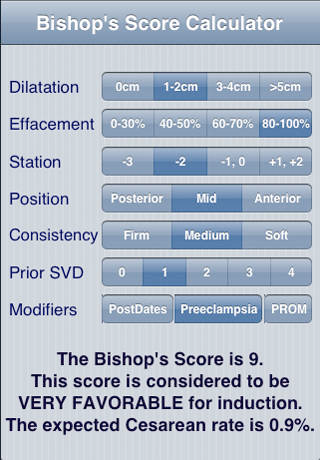 Bishop's Score Calculator
Dilatation 0cm 1-2cm 3-4cm >5cm
Effacement 0-30% 40-50% 60-70% 80-100%
Station -3 -2 -1, 0 +1, +2
Position Posterior Mid Anterior
Consistency Firm Medium Soft
Prior SVD 0 1 2 3 4
Modifiers PostDates Preeclampsia PROM
The Bishop's Score is 9.
This score is considered to be
VERY FAVORABLE for induction.
The expected Cesarean rate is 0.9%.